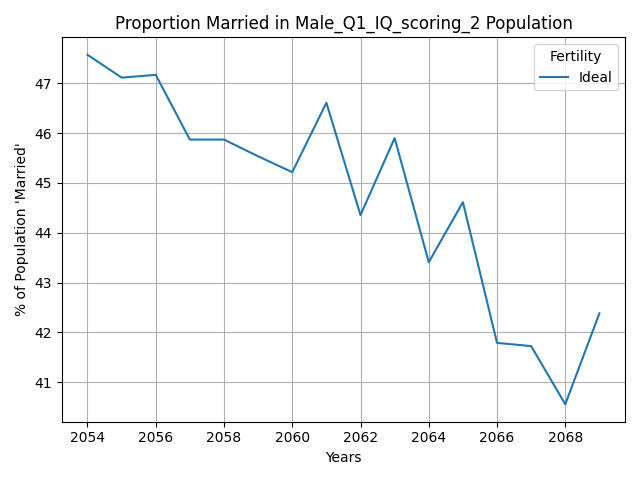 Proportion Married in Male_Q1_IQ_scoring_2 Population
Fertility
Ideal
% of Population 'Married'
47
46
45
44
43
42
41
2054 2056 2058 2060 2062 2064 2066 2068
Years